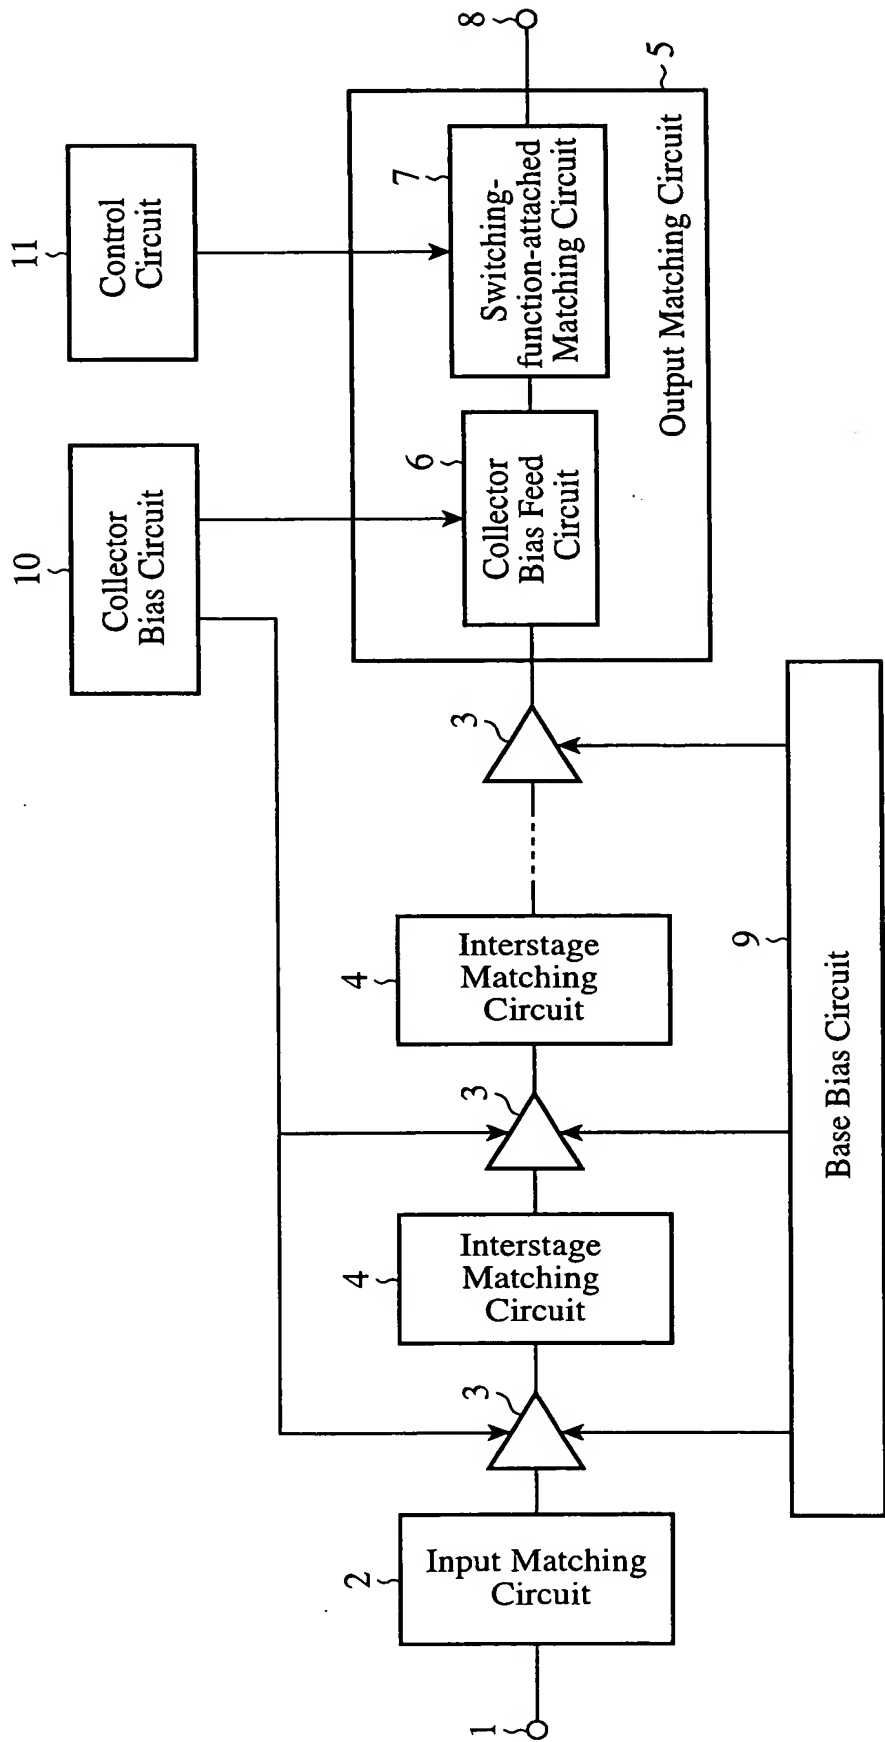 11
Control
Circuit
10
Collector
Bias Circuit
8
5
7
Switching-
function-attached
Matching Circuit
6
Collector
Bias Feed
Circuit
Output Matching Circuit
3
4
Interstage
Matching
Circuit
3
4
Interstage
Matching
Circuit
3
2
Input Matching
Circuit
1
9
Base Bias Circuit